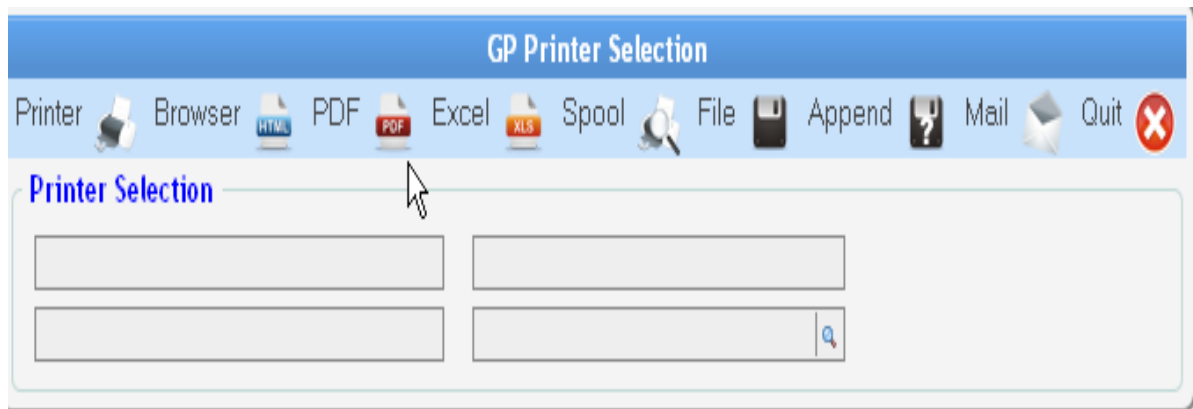 GP Printer Selection
Printer Browser HTML PDF PDF Excel XLS Spool File Append ? Mail Quit
Printer Selection